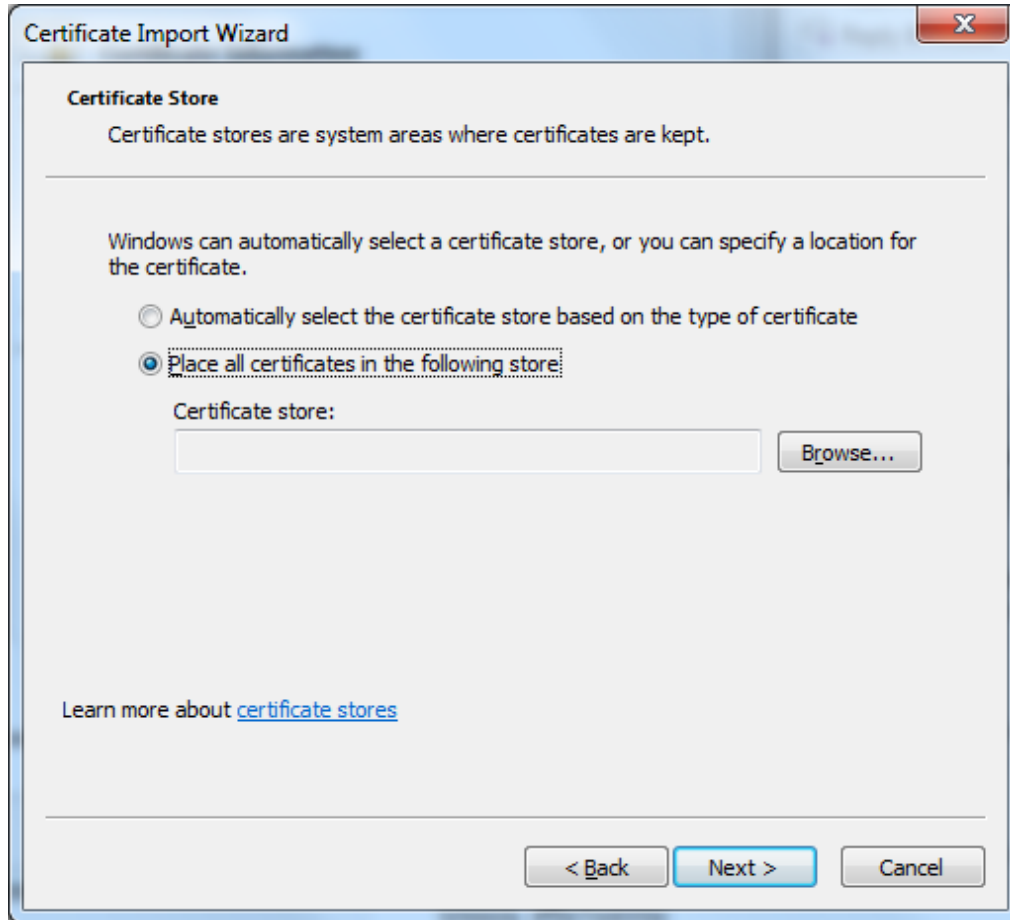 Certificate Import Wizard
Certificate Store
Certificate stores are system areas where certificates are kept.
Windows can automatically select a certificate store, or you can specify a location for
the certificate.
Automatically select the certificate store based on the type of certificate
Place all certificates in the following store
Certificate store:
Browse...
Learn more about certificate stores
< Back
Next >
Cancel